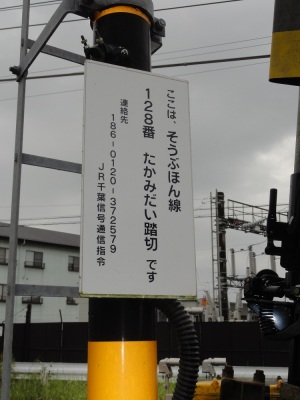 ここは、そうぶほん線
128番 たかみだい踏切 です
連絡先
186-0120-372579
JR千葉信号通信指令